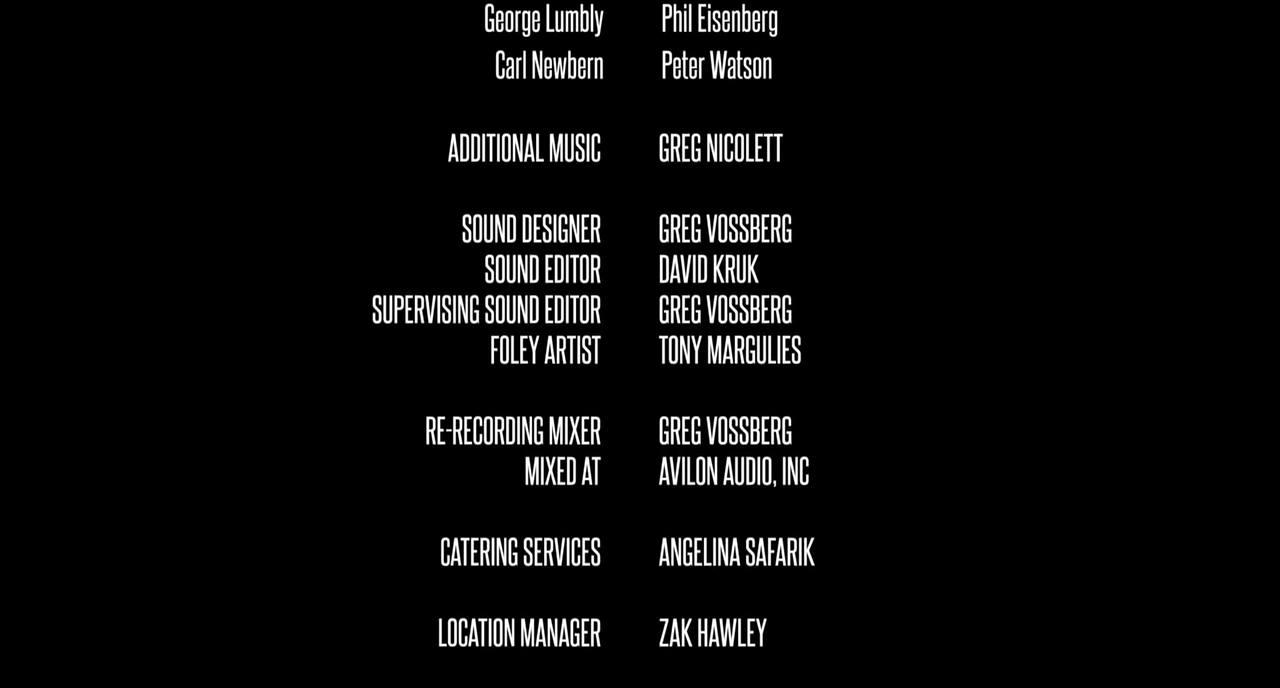 George Lumbly Phil Eisenberg
Carl Newbern Peter Watson
ADDITIONAL MUSIC GREG NICOLETT
SOUND DESIGNER GREG VOSSBERG
SOUND EDITOR DAVID KRUK
SUPERVISING SOUND EDITOR GREG VOSSBERG
FOLEY ARTIST TONY MARGULIES
RE-RECORDING MIXER GREG VOSSBERG
MIXED AT AVILON AUDIO, INC
CATERING SERVICES ANGELINA SAFARIK
LOCATION MANAGER ZAK HAWLEY